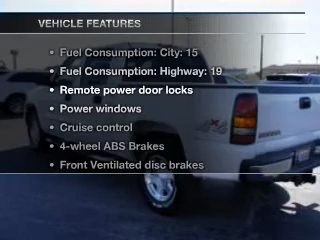 VEHICLE FEATURES
• Fuel Consumption: City: 15
• Fuel Consumption: Highway: 19
• Remote power door locks
• Power windows
• Cruise control
• 4-wheel ABS Brakes
• Front Ventilated disc brakes
4X4